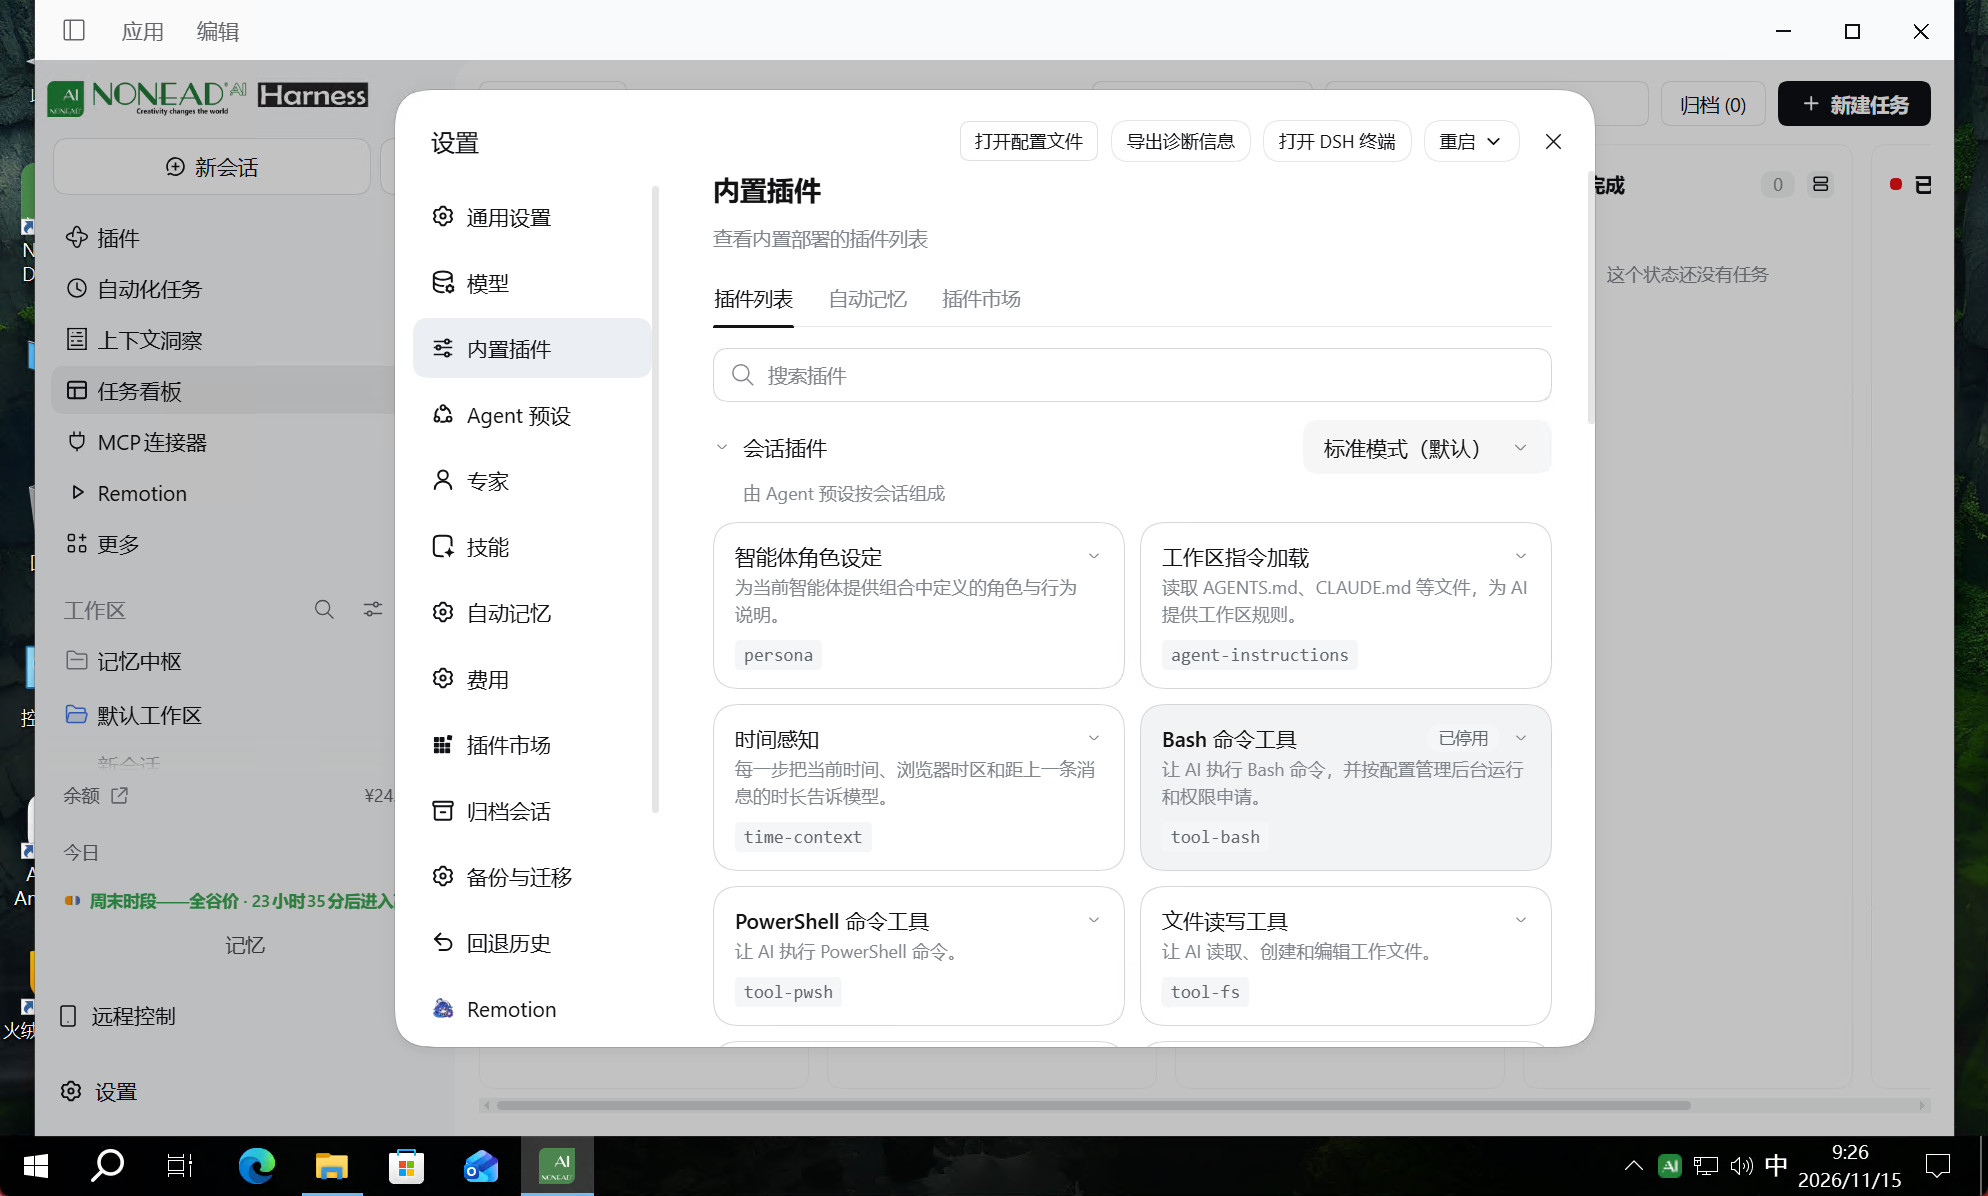 应用 编辑
AI NONEAD NONEAD AI Harness
Creativity changes the world
归档 (0) + 新建任务
新会话
插件
自动化任务
上下文洞察
任务看板
MCP 连接器
Remotion
更多
工作区
记忆中枢
默认工作区
新会话
余额 ¥24.
今日
周末时段——全谷价 · 23小时35分后进入
记忆
远程控制
设置
设置
打开配置文件 导出诊断信息 打开 DSH 终端 重启
通用设置
模型
内置插件
Agent 预设
专家
技能
自动记忆
费用
插件市场
归档会话
备份与迁移
回退历史
Remotion
内置插件
查看内置部署的插件列表
插件列表 自动记忆 插件市场
搜索插件
会话插件 标准模式（默认）
由 Agent 预设按会话组成
智能体角色设定
为当前智能体提供组合中定义的角色与行为
说明。
persona
工作区指令加载
读取 AGENTS.md、CLAUDE.md 等文件，为 AI
提供工作区规则。
agent-instructions
时间感知
每一步把当前时间、浏览器时区和距上一条消
息的时长告诉模型。
time-context
Bash 命令工具 已停用
让 AI 执行 Bash 命令，并按配置管理后台运行
和权限申请。
tool-bash
PowerShell 命令工具
让 AI 执行 PowerShell 命令。
tool-pwsh
文件读写工具
让 AI 读取、创建和编辑工作文件。
tool-fs
完成 0
这个状态还没有任务
N
D
控
A
An
火绒
AI NONEAD
AI
中
9:26
2026/11/15